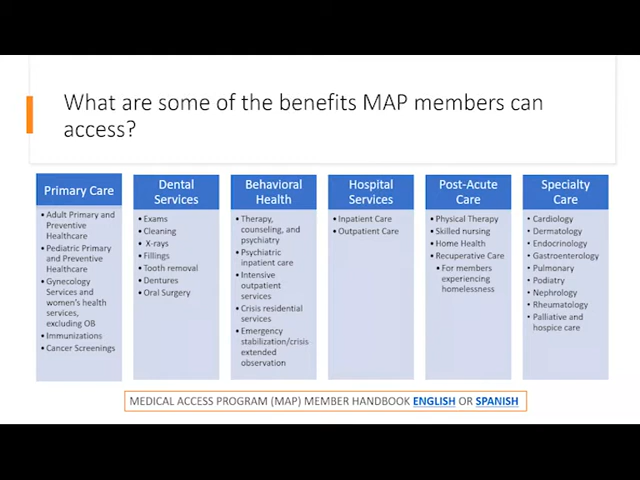 What are some of the benefits MAP members can
access?
Primary Care
• Adult Primary and
Preventive
Healthcare
• Pediatric Primary
and Preventive
Healthcare
• Gynecology
Services and
women's health
services,
excluding OB
• Immunizations
• Cancer Screenings
Dental
Services
• Exams
• Cleaning
• X-rays
• Fillings
• Tooth removal
• Dentures
• Oral Surgery
Behavioral
Health
• Therapy,
counseling, and
psychiatry
• Psychiatric
inpatient care
• Intensive
outpatient
services
• Crisis residential
services
• Emergency
stabilization/crisis
extended
observation
Hospital
Services
• Inpatient Care
• Outpatient Care
Post-Acute
Care
• Physical Therapy
• Skilled nursing
• Home Health
• Recuperative Care
• For members
experiencing
homelessness
Specialty
Care
• Cardiology
• Dermatology
• Endocrinology
• Gastroenterology
• Pulmonary
• Podiatry
• Nephrology
• Rheumatology
• Palliative and
hospice care
MEDICAL ACCESS PROGRAM (MAP) MEMBER HANDBOOK ENGLISH OR SPANISH